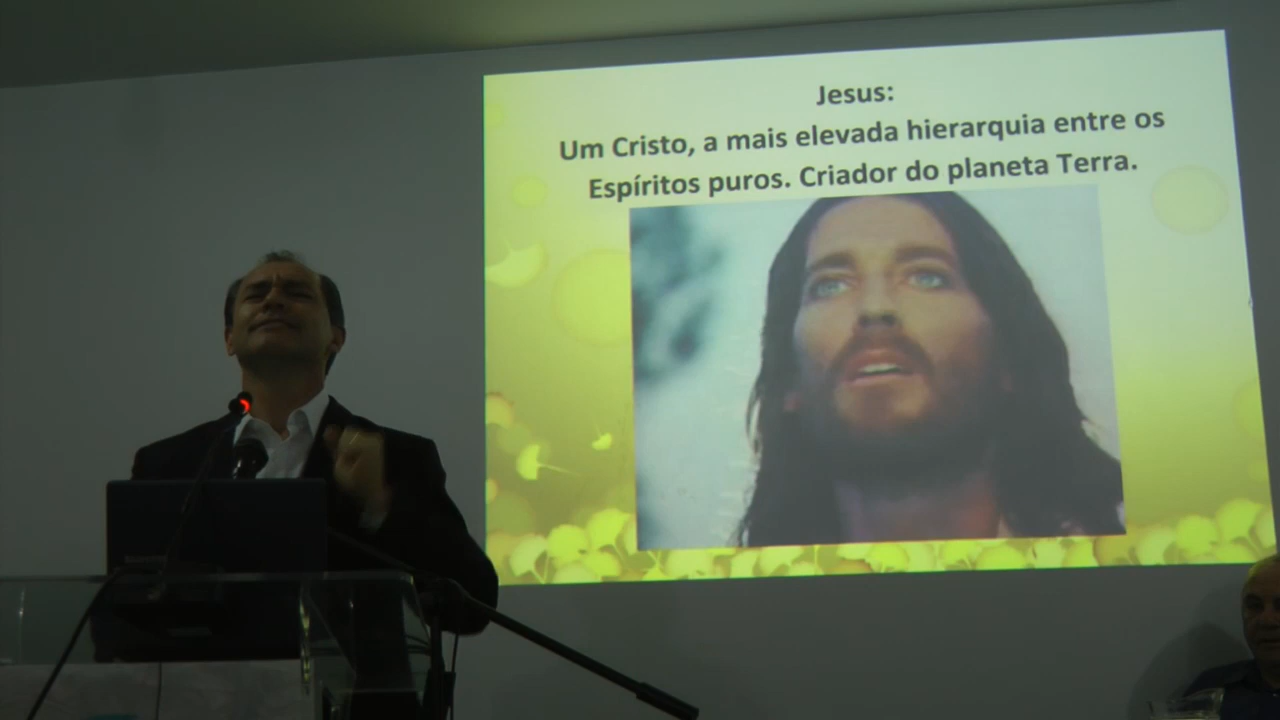 Jesus:
Um Cristo, a mais elevada hierarquia entre os
Espíritos puros. Criador do planeta Terra.